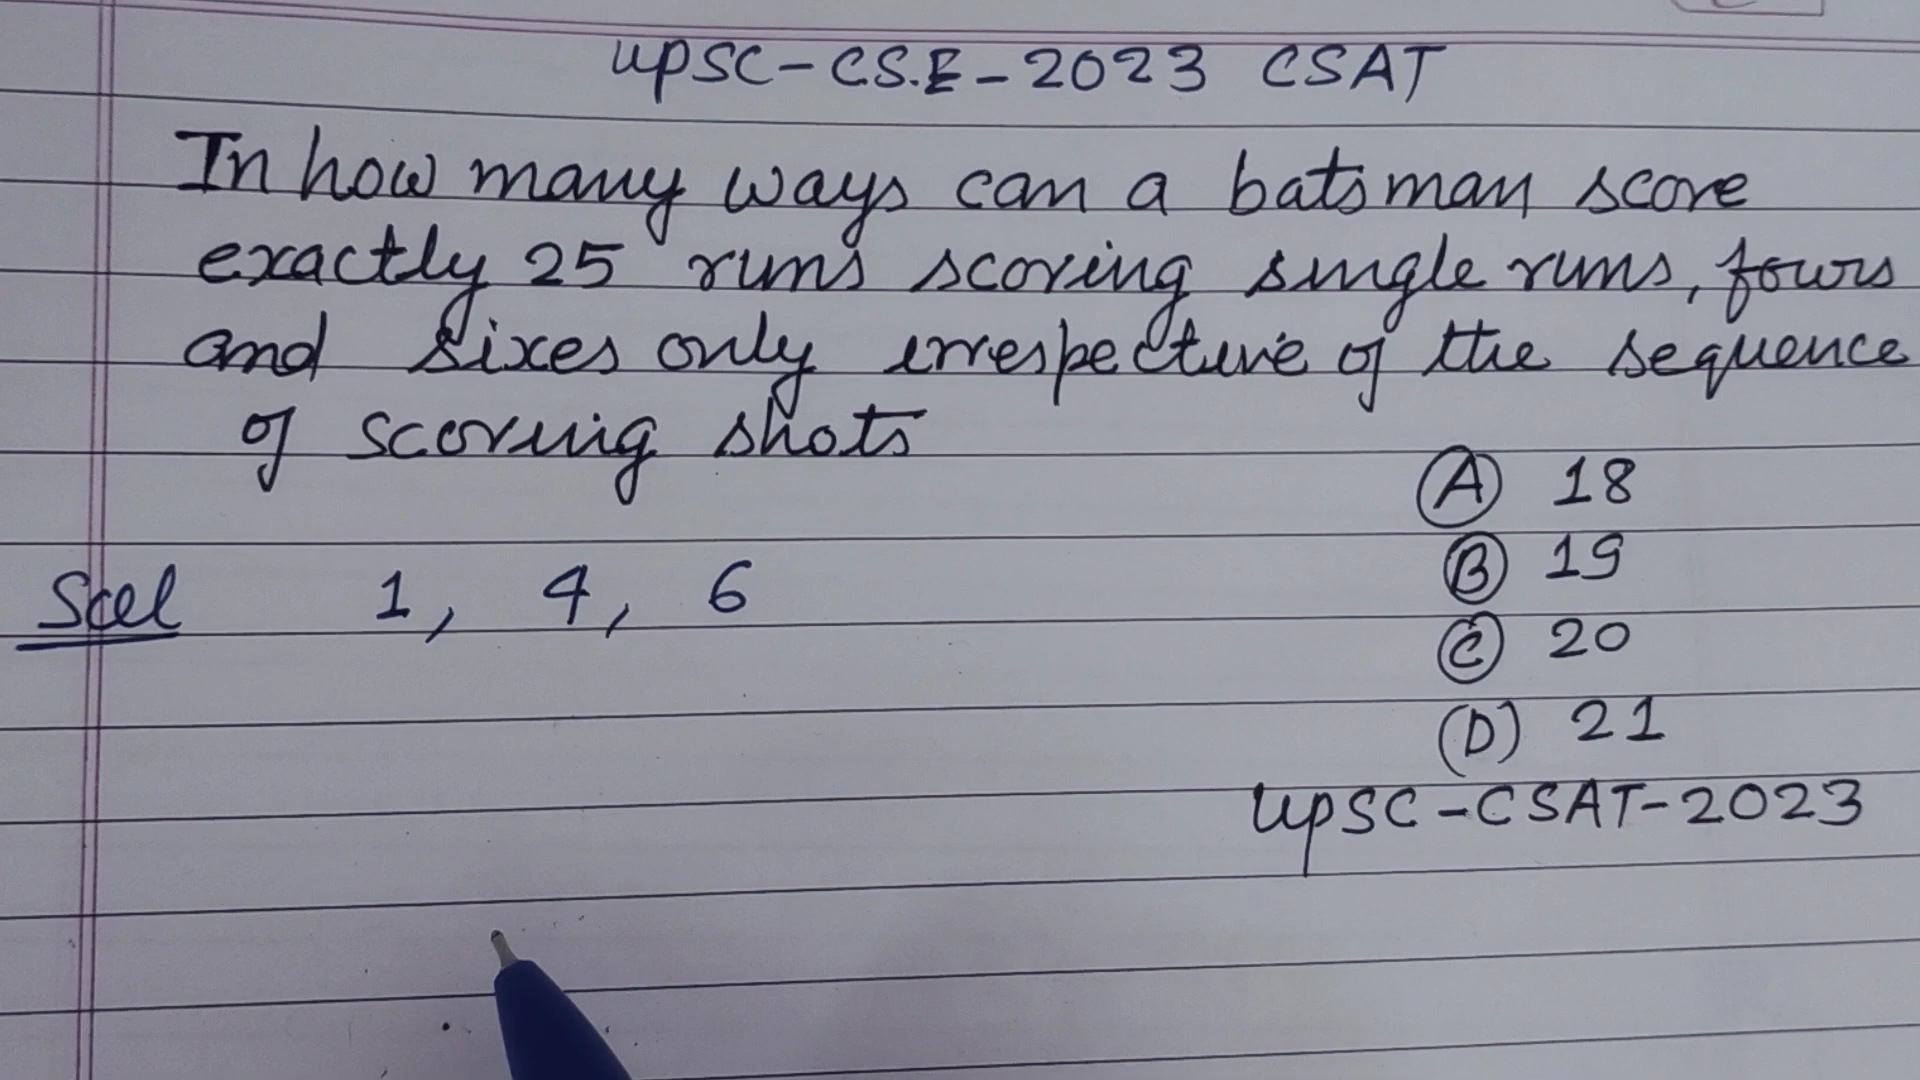 UPSC-CS.E-2023 CSAT
In how many ways can a batsman score
exactly 25 runs scoring single runs, fours
and sixes only irrespective of the sequence
of scoring shots
(A) 18
(B) 19
(C) 20
(D) 21
Sol 1, 4, 6
UPSC-CSAT-2023